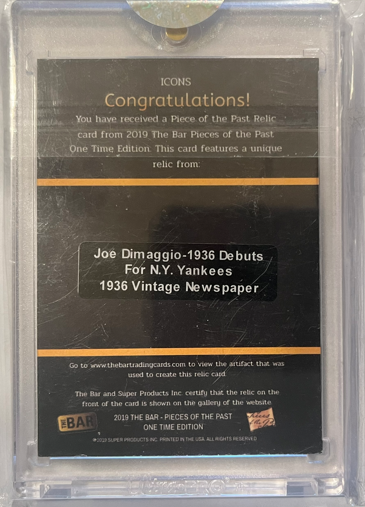 ICONS
Congratulations!
You have received a Piece of the Past Relic
card from 2019 The Bar Pieces of the Past
One Time Edition. This card features a unique
relic from:
Joe Dimaggio-1936 Debuts
For N.Y. Yankees
1936 Vintage Newspaper
Go to www.thebartradingcards.com to view the artifact that was
used to create this relic card
The Bar and Super Products Inc. certify that the relic on the
front of the card is shown on the gallery of the website
THE BAR
2019 THE BAR - PIECES OF THE PAST
ONE TIME EDITION
© 2019 SUPER PRODUCTS INC. PRINTED IN THE USA. ALL RIGHTS RESERVED